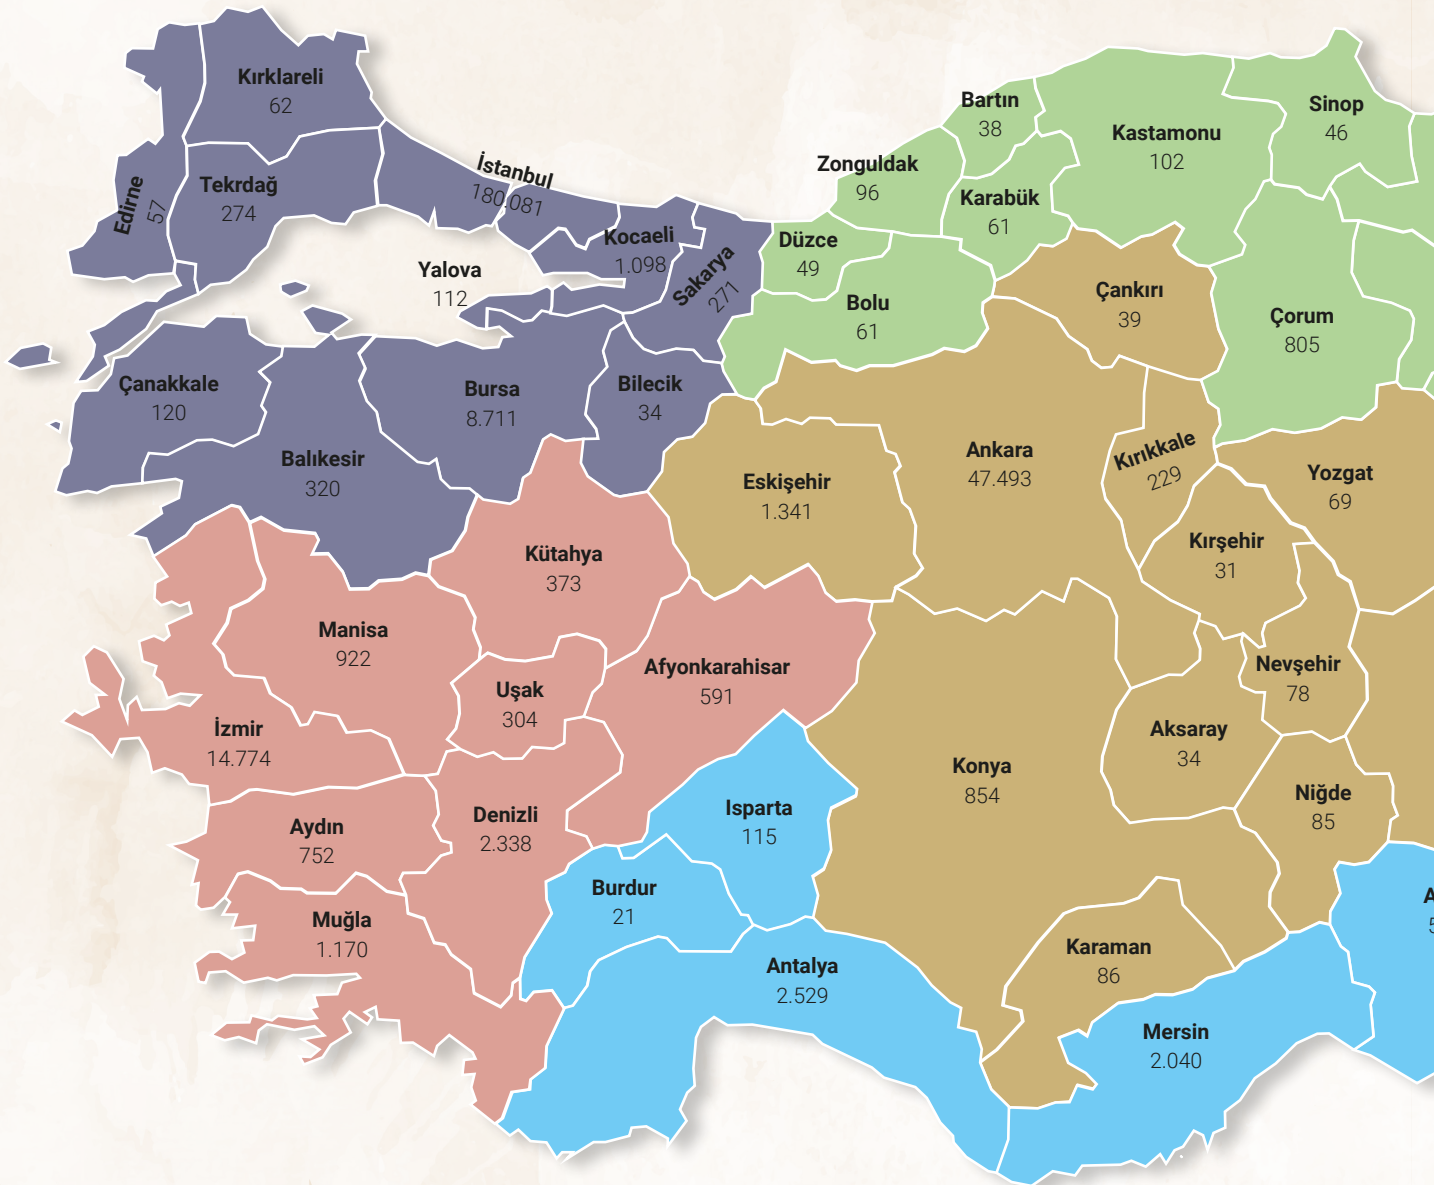 Kırklareli
62
Edirne
57
Tekrdağ
274
İstanbul
180.081
Kocaeli
1.098
Yalova
112
Sakarya
271
Çanakkale
120
Balıkesir
320
Bursa
8.711
Bilecik
34
Bartın
38
Kastamonu
102
Sinop
46
Zonguldak
96
Karabük
61
Düzce
49
Bolu
61
Çankırı
39
Çorum
805
Eskişehir
1.341
Ankara
47.493
Kırıkkale
229
Yozgat
69
Kırşehir
31
Kütahya
373
Manisa
922
Uşak
304
Afyonkarahisar
591
Nevşehir
78
İzmir
14.774
Aksaray
34
Konya
854
Niğde
85
Aydın
752
Denizli
2.338
Isparta
115
Burdur
21
Muğla
1.170
Antalya
2.529
Karaman
86
Mersin
2.040